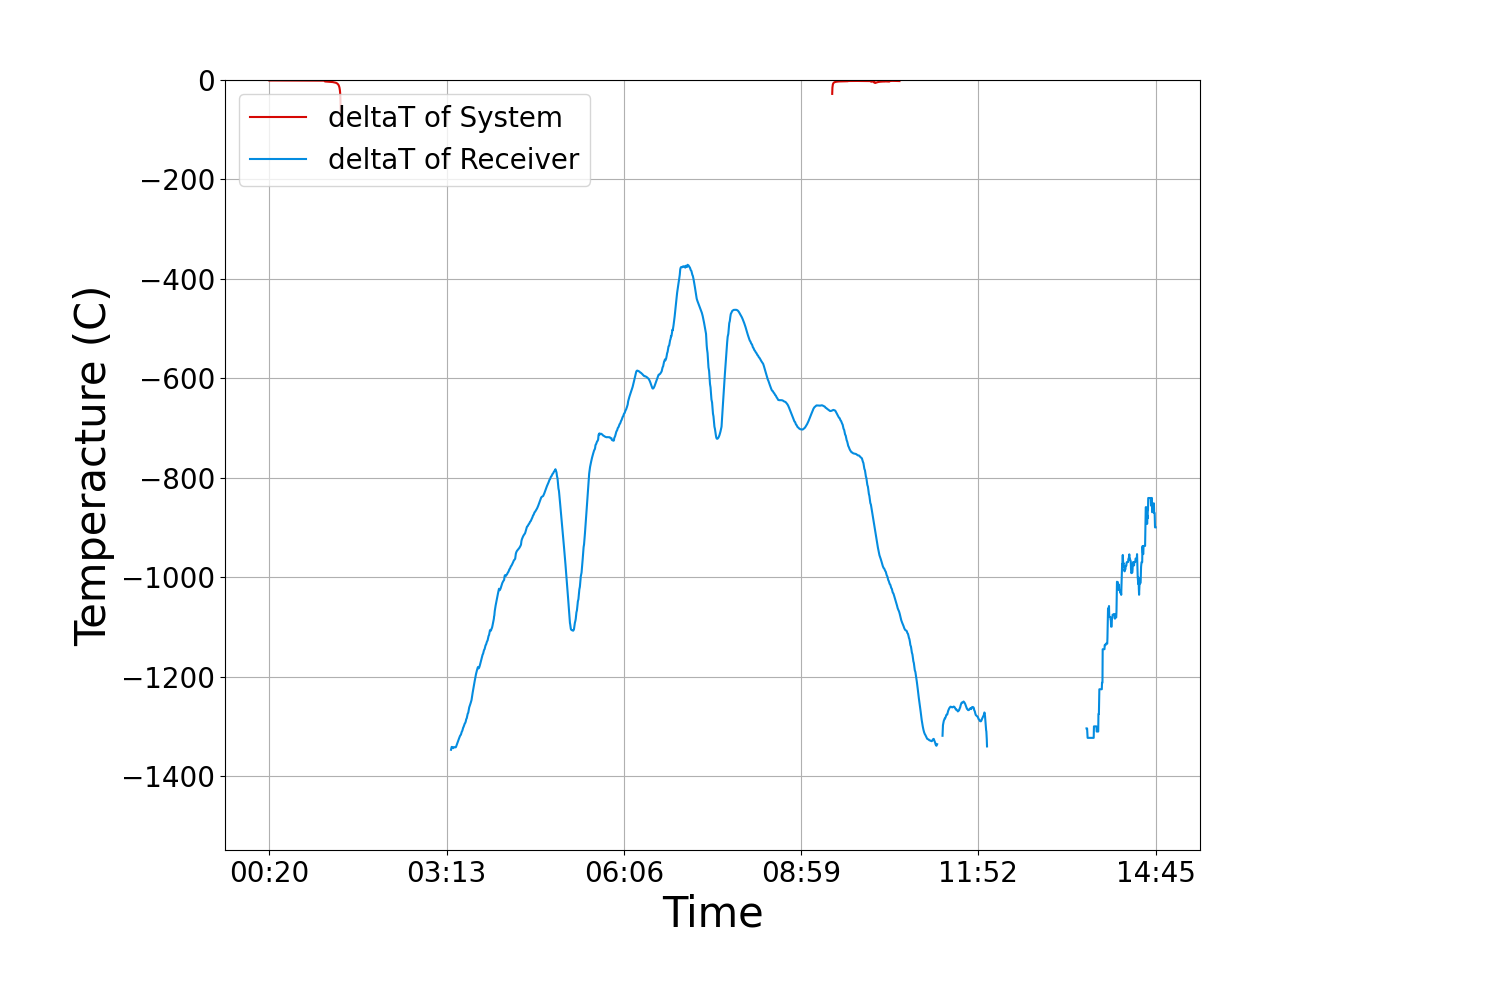 0
−200
−400
−600
−800
−1000
−1200
−1400
Temperacture (C)
deltaT of System
deltaT of Receiver
00:20 03:13 06:06 08:59 11:52 14:45
Time